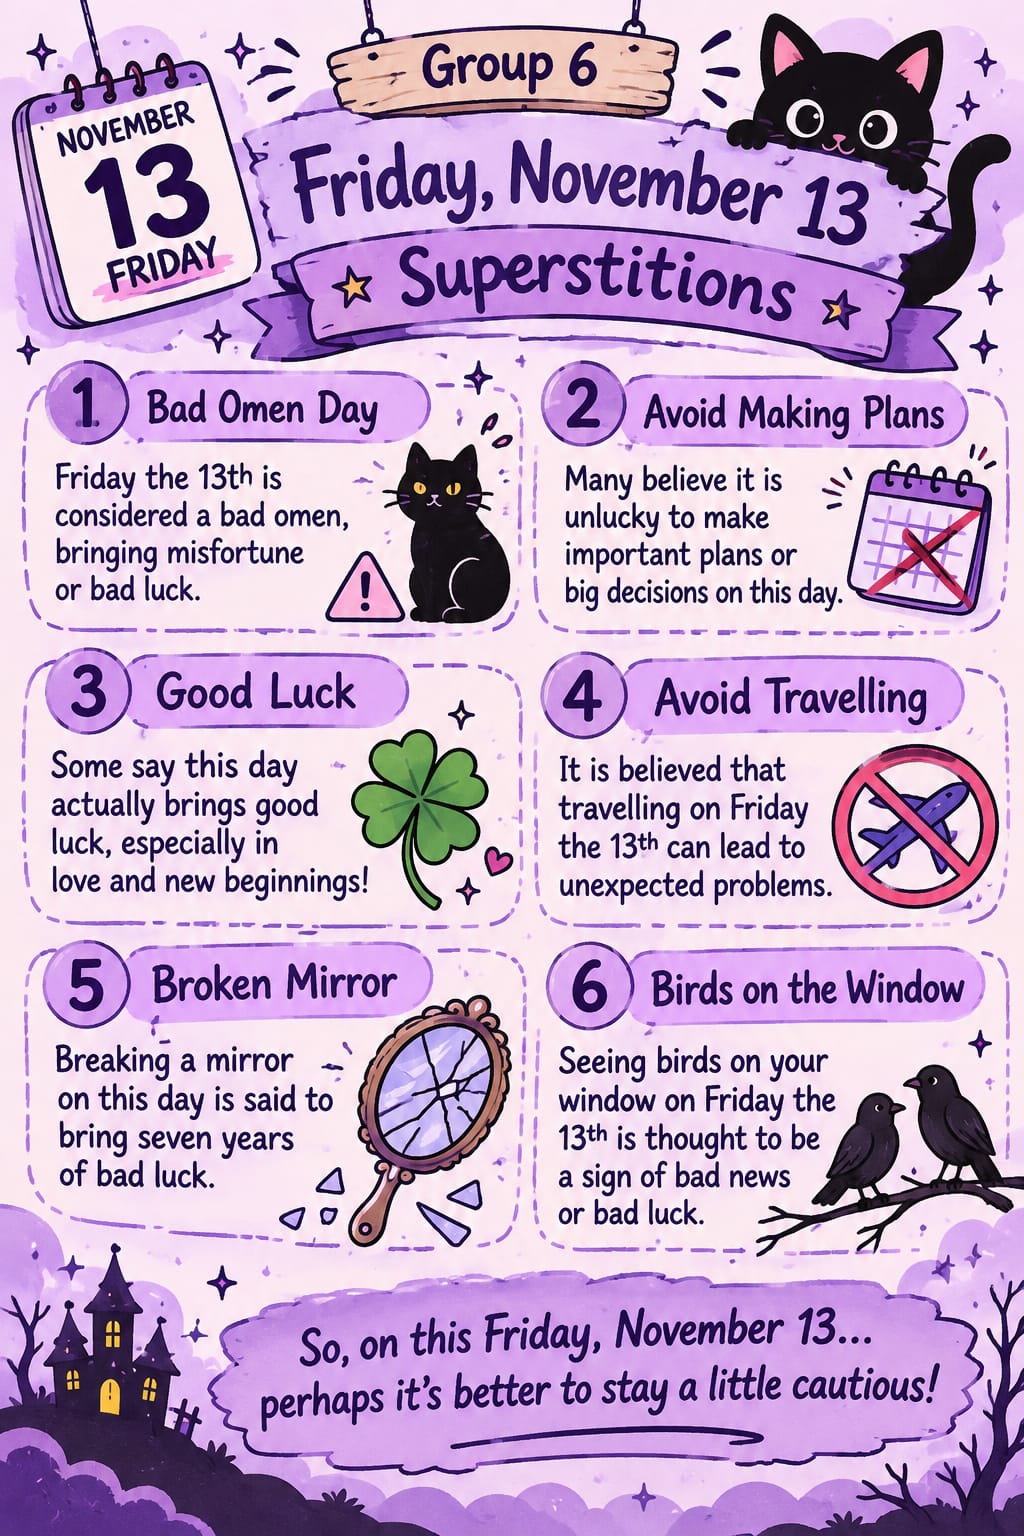 Group 6
NOVEMBER
13
FRIDAY
Friday, November 13
Superstitions
1 Bad Omen Day
Friday the 13th is
considered a bad omen,
bringing misfortune
or bad luck.
!
2 Avoid Making Plans
Many believe it is
unlucky to make
important plans or
big decisions on this day.
3 Good Luck
Some say this day
actually brings good
luck, especially in
love and new beginnings!
4 Avoid Travelling
It is believed that
travelling on Friday
the 13th can lead to
unexpected problems.
5 Broken Mirror
Breaking a mirror
on this day is said to
bring seven years
of bad luck.
6 Birds on the Window
Seeing birds on your
window on Friday the
13th is thought to be
a sign of bad news
or bad luck.
So, on this Friday, November 13...
perhaps it's better to stay a little cautious!